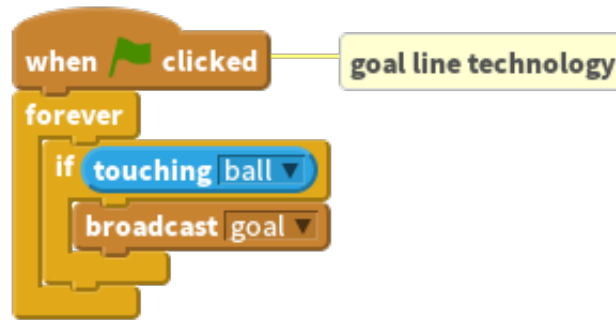 when clicked
goal line technology
forever
if touching ball
broadcast goal